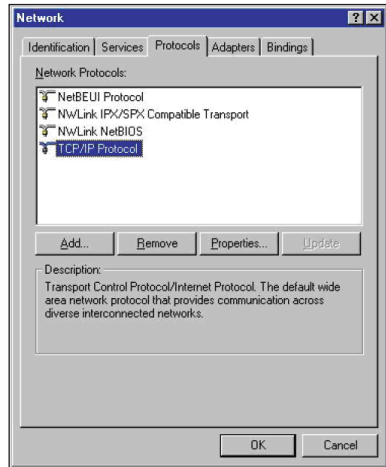 Network
Identification Services Protocols Adapters Bindings
Network Protocols:
NetBEUI Protocol
NWLink IPX/SPX Compatible Transport
NWLink NetBIOS
TCP/IP Protocol
Add... Remove Properties... Update
Description:
Transport Control Protocol/Internet Protocol. The default wide
area network protocol that provides communication across
diverse interconnected networks.
OK Cancel